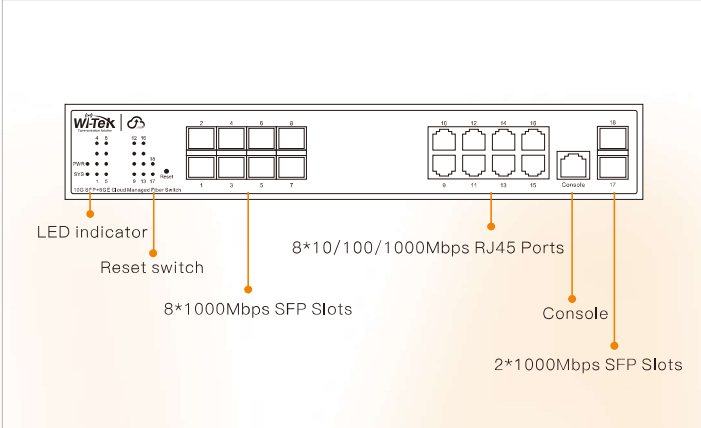 Wi-Tek
Communication Solution
4 8 12 16
18
PWR
SYS
Reset
1 5 9 13 17
10G SFP+8GE Cloud Managed Fiber Switch
2 4 6 8
1 3 5 7
10 12 14 16
9 11 13 15
Console
18
17
LED indicator
Reset switch
8*1000Mbps SFP Slots
8*10/100/1000Mbps RJ45 Ports
Console
2*1000Mbps SFP Slots